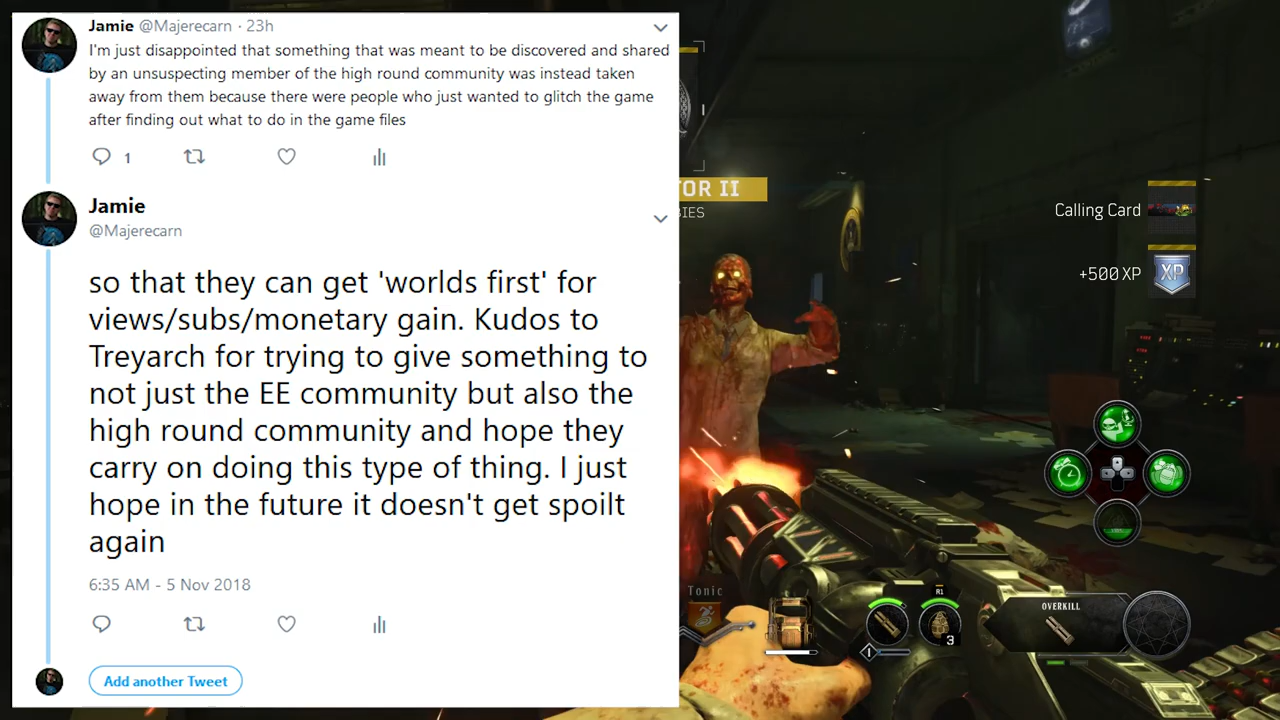 Jamie @Majerecarn · 23h
I'm just disappointed that something that was meant to be discovered and shared
by an unsuspecting member of the high round community was instead taken
away from them because there were people who just wanted to glitch the game
after finding out what to do in the game files
1
Jamie
@Majerecarn
so that they can get 'worlds first' for
views/subs/monetary gain. Kudos to
Treyarch for trying to give something to
not just the EE community but also the
high round community and hope they
carry on doing this type of thing. I just
hope in the future it doesn't get spoilt
again
6:35 AM - 5 Nov 2018
Add another Tweet
TOR II
BIES
Calling Card
+500 XP
XP
Tonic
R1
3
OVERKILL